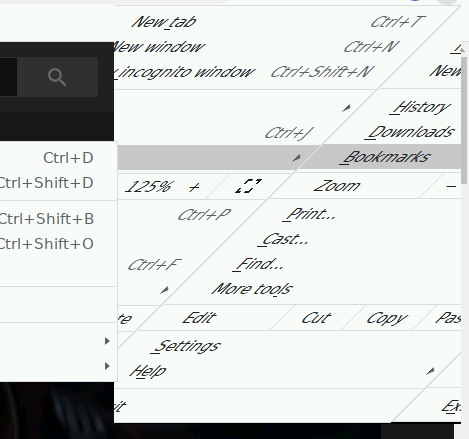 New tab Ctrl+T
New window Ctrl+N
incognito window Ctrl+Shift+N New
History
Ctrl+J Downloads
Ctrl+D Bookmarks
Ctrl+Shift+D 125% + Zoom −
Ctrl+Shift+B Ctrl+P Print...
Ctrl+Shift+O Cast...
Ctrl+F Find...
More tools
te Edit Cut Copy Pas
Settings
Help
it Ex